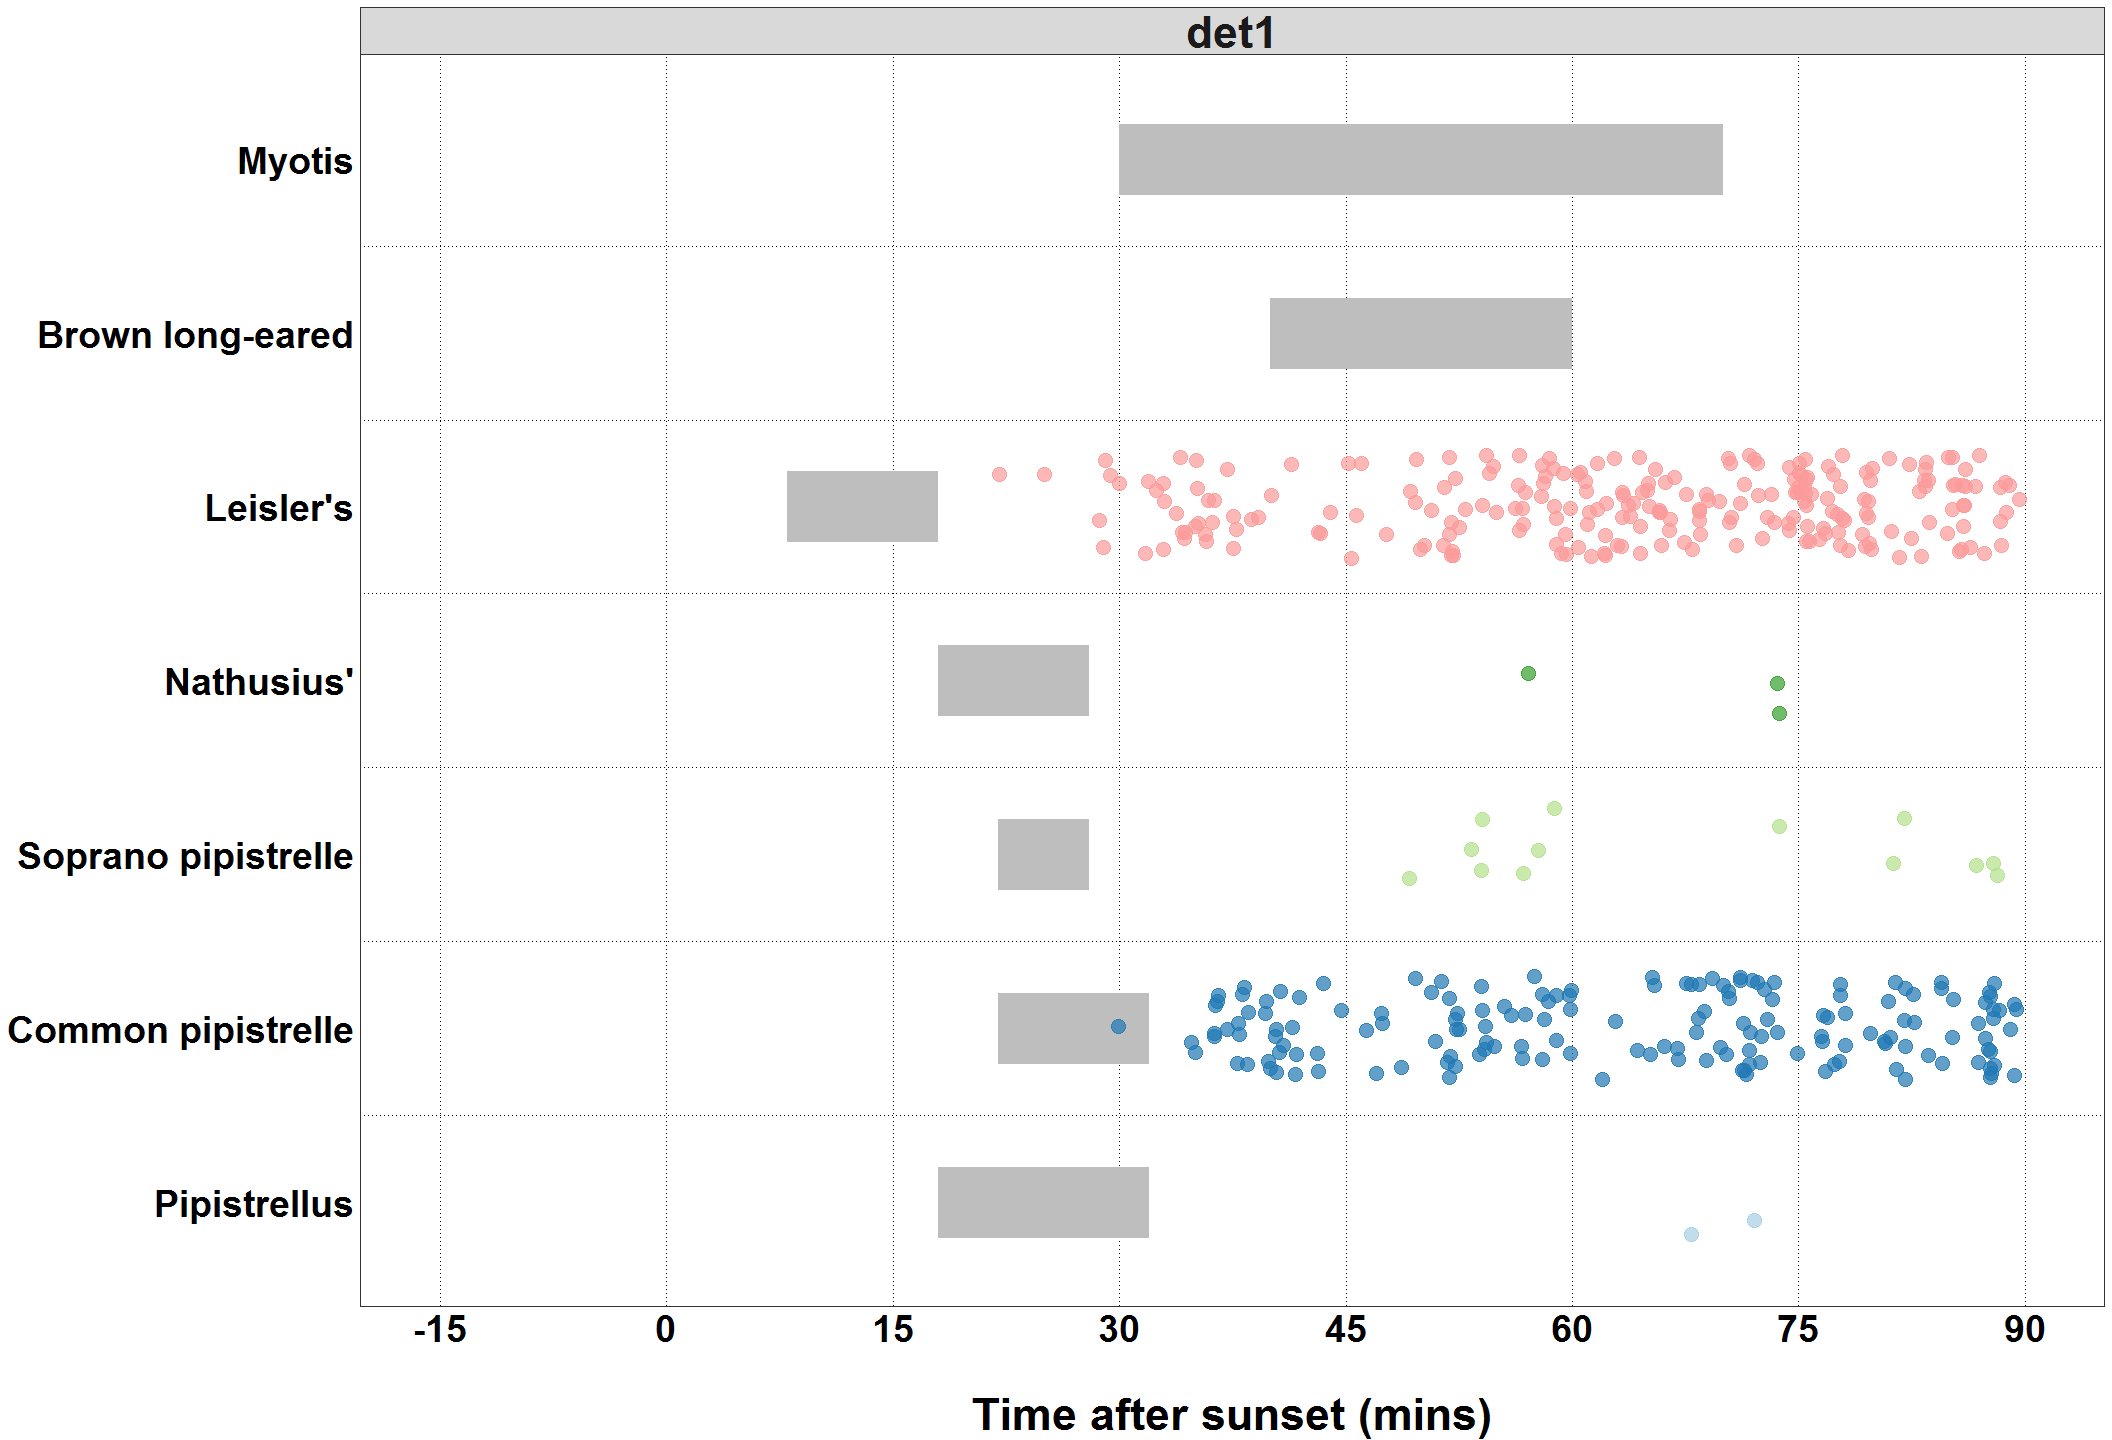 det1
Myotis
Brown long-eared
Leisler's
Nathusius'
Soprano pipistrelle
Common pipistrelle
Pipistrellus
-15 0 15 30 45 60 75 90
Time after sunset (mins)